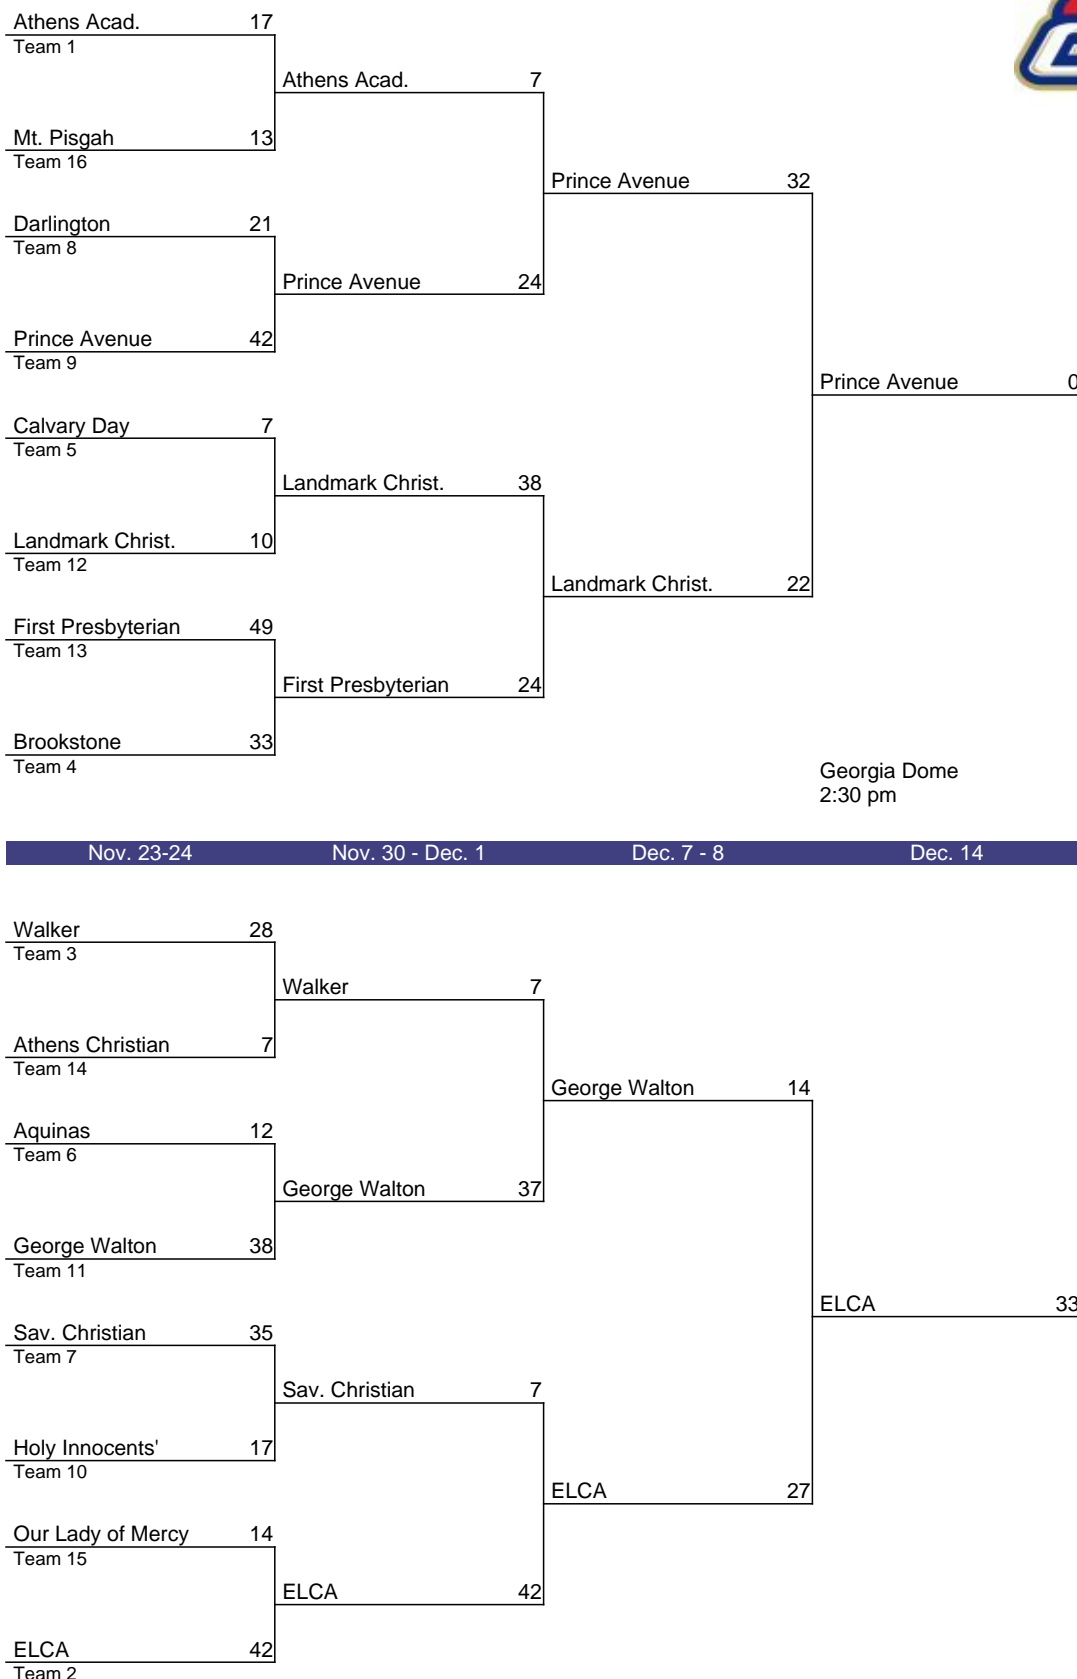 Athens Acad. 17
Team 1
Athens Acad. 7
Mt. Pisgah 13
Team 16
Prince Avenue 32
Darlington 21
Team 8
Prince Avenue 24
Prince Avenue 42
Team 9
Prince Avenue 0
Calvary Day 7
Team 5
Landmark Christ. 38
Landmark Christ. 10
Team 12
Landmark Christ. 22
First Presbyterian 49
Team 13
First Presbyterian 24
Brookstone 33
Team 4
Georgia Dome
2:30 pm
Nov. 23-24 Nov. 30 - Dec. 1 Dec. 7 - 8 Dec. 14
Walker 28
Team 3
Walker 7
Athens Christian 7
Team 14
George Walton 14
Aquinas 12
Team 6
George Walton 37
George Walton 38
Team 11
ELCA 33
Sav. Christian 35
Team 7
Sav. Christian 7
Holy Innocents' 17
Team 10
ELCA 27
Our Lady of Mercy 14
Team 15
ELCA 42
ELCA 42
Team 2